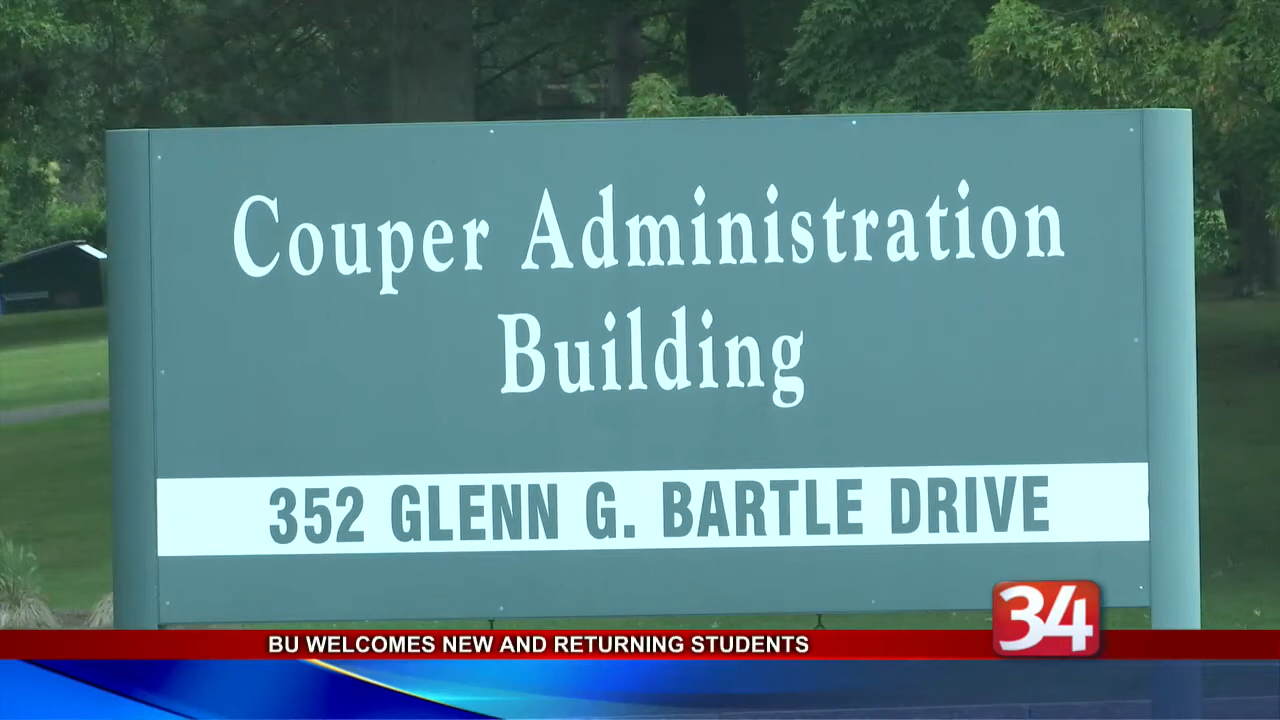 Couper Administration
Building
352 GLENN G. BARTLE DRIVE
34
BU WELCOMES NEW AND RETURNING STUDENTS